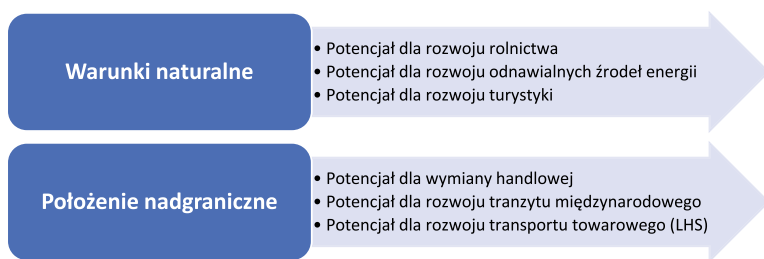 Warunki naturalne
• Potencjał dla rozwoju rolnictwa
• Potencjał dla rozwoju odnawialnych źrodeł energii
• Potencjał dla rozwoju turystyki
Położenie nadgraniczne
• Potencjał dla wymiany handlowej
• Potencjał dla rozwoju tranzytu międzynarodowego
• Potencjał dla rozwoju transportu towarowego (LHS)